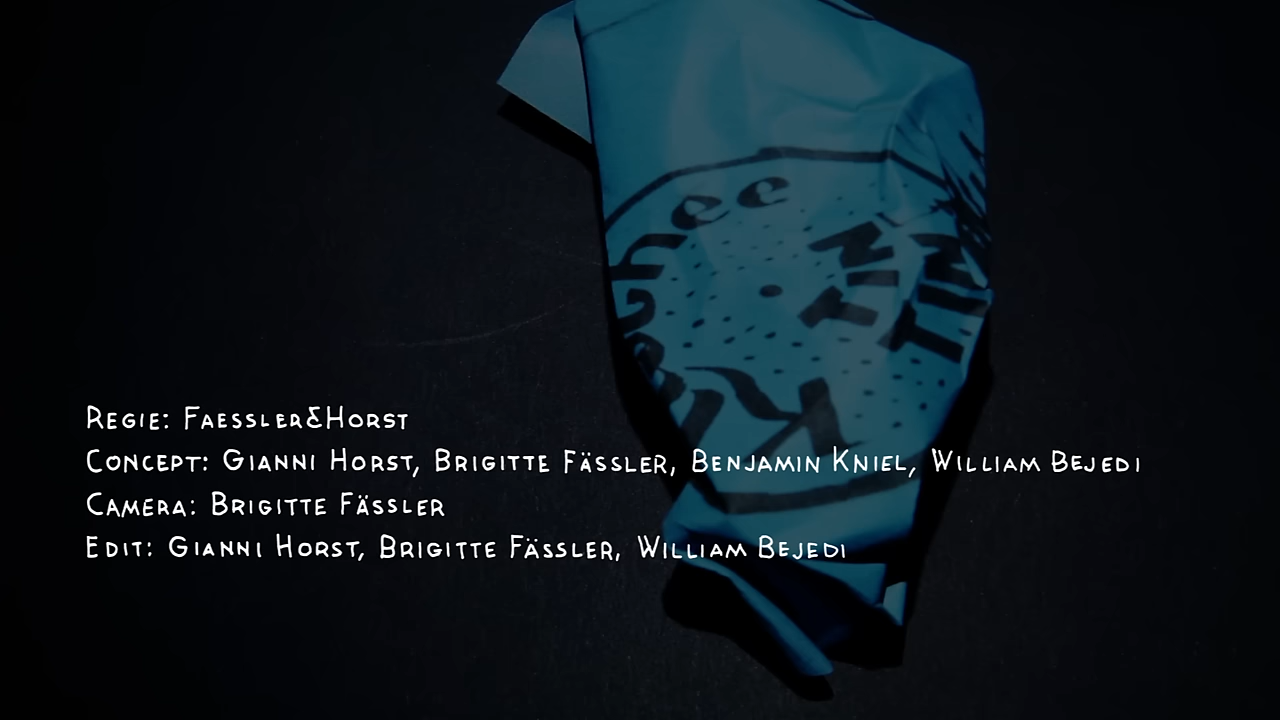 Regie: Faessler&Horst
Concept: Gianni Horst, Brigitte Fässler, Benjamin Kniel, William Bejedi
Camera: Brigitte Fässler
Edit: Gianni Horst, Brigitte Fässler, William Bejedi